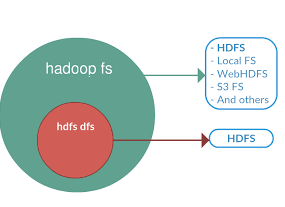 hadoop fs
hdfs dfs
- HDFS
- Local FS
- WebHDFS
- S3 FS
- And others
HDFS